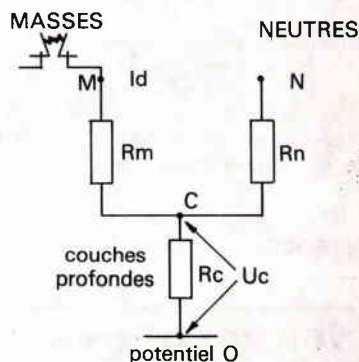 MASSES
NEUTRES
M Id N
Rm Rn
C
couches
profondes
Rc Uc
potentiel O